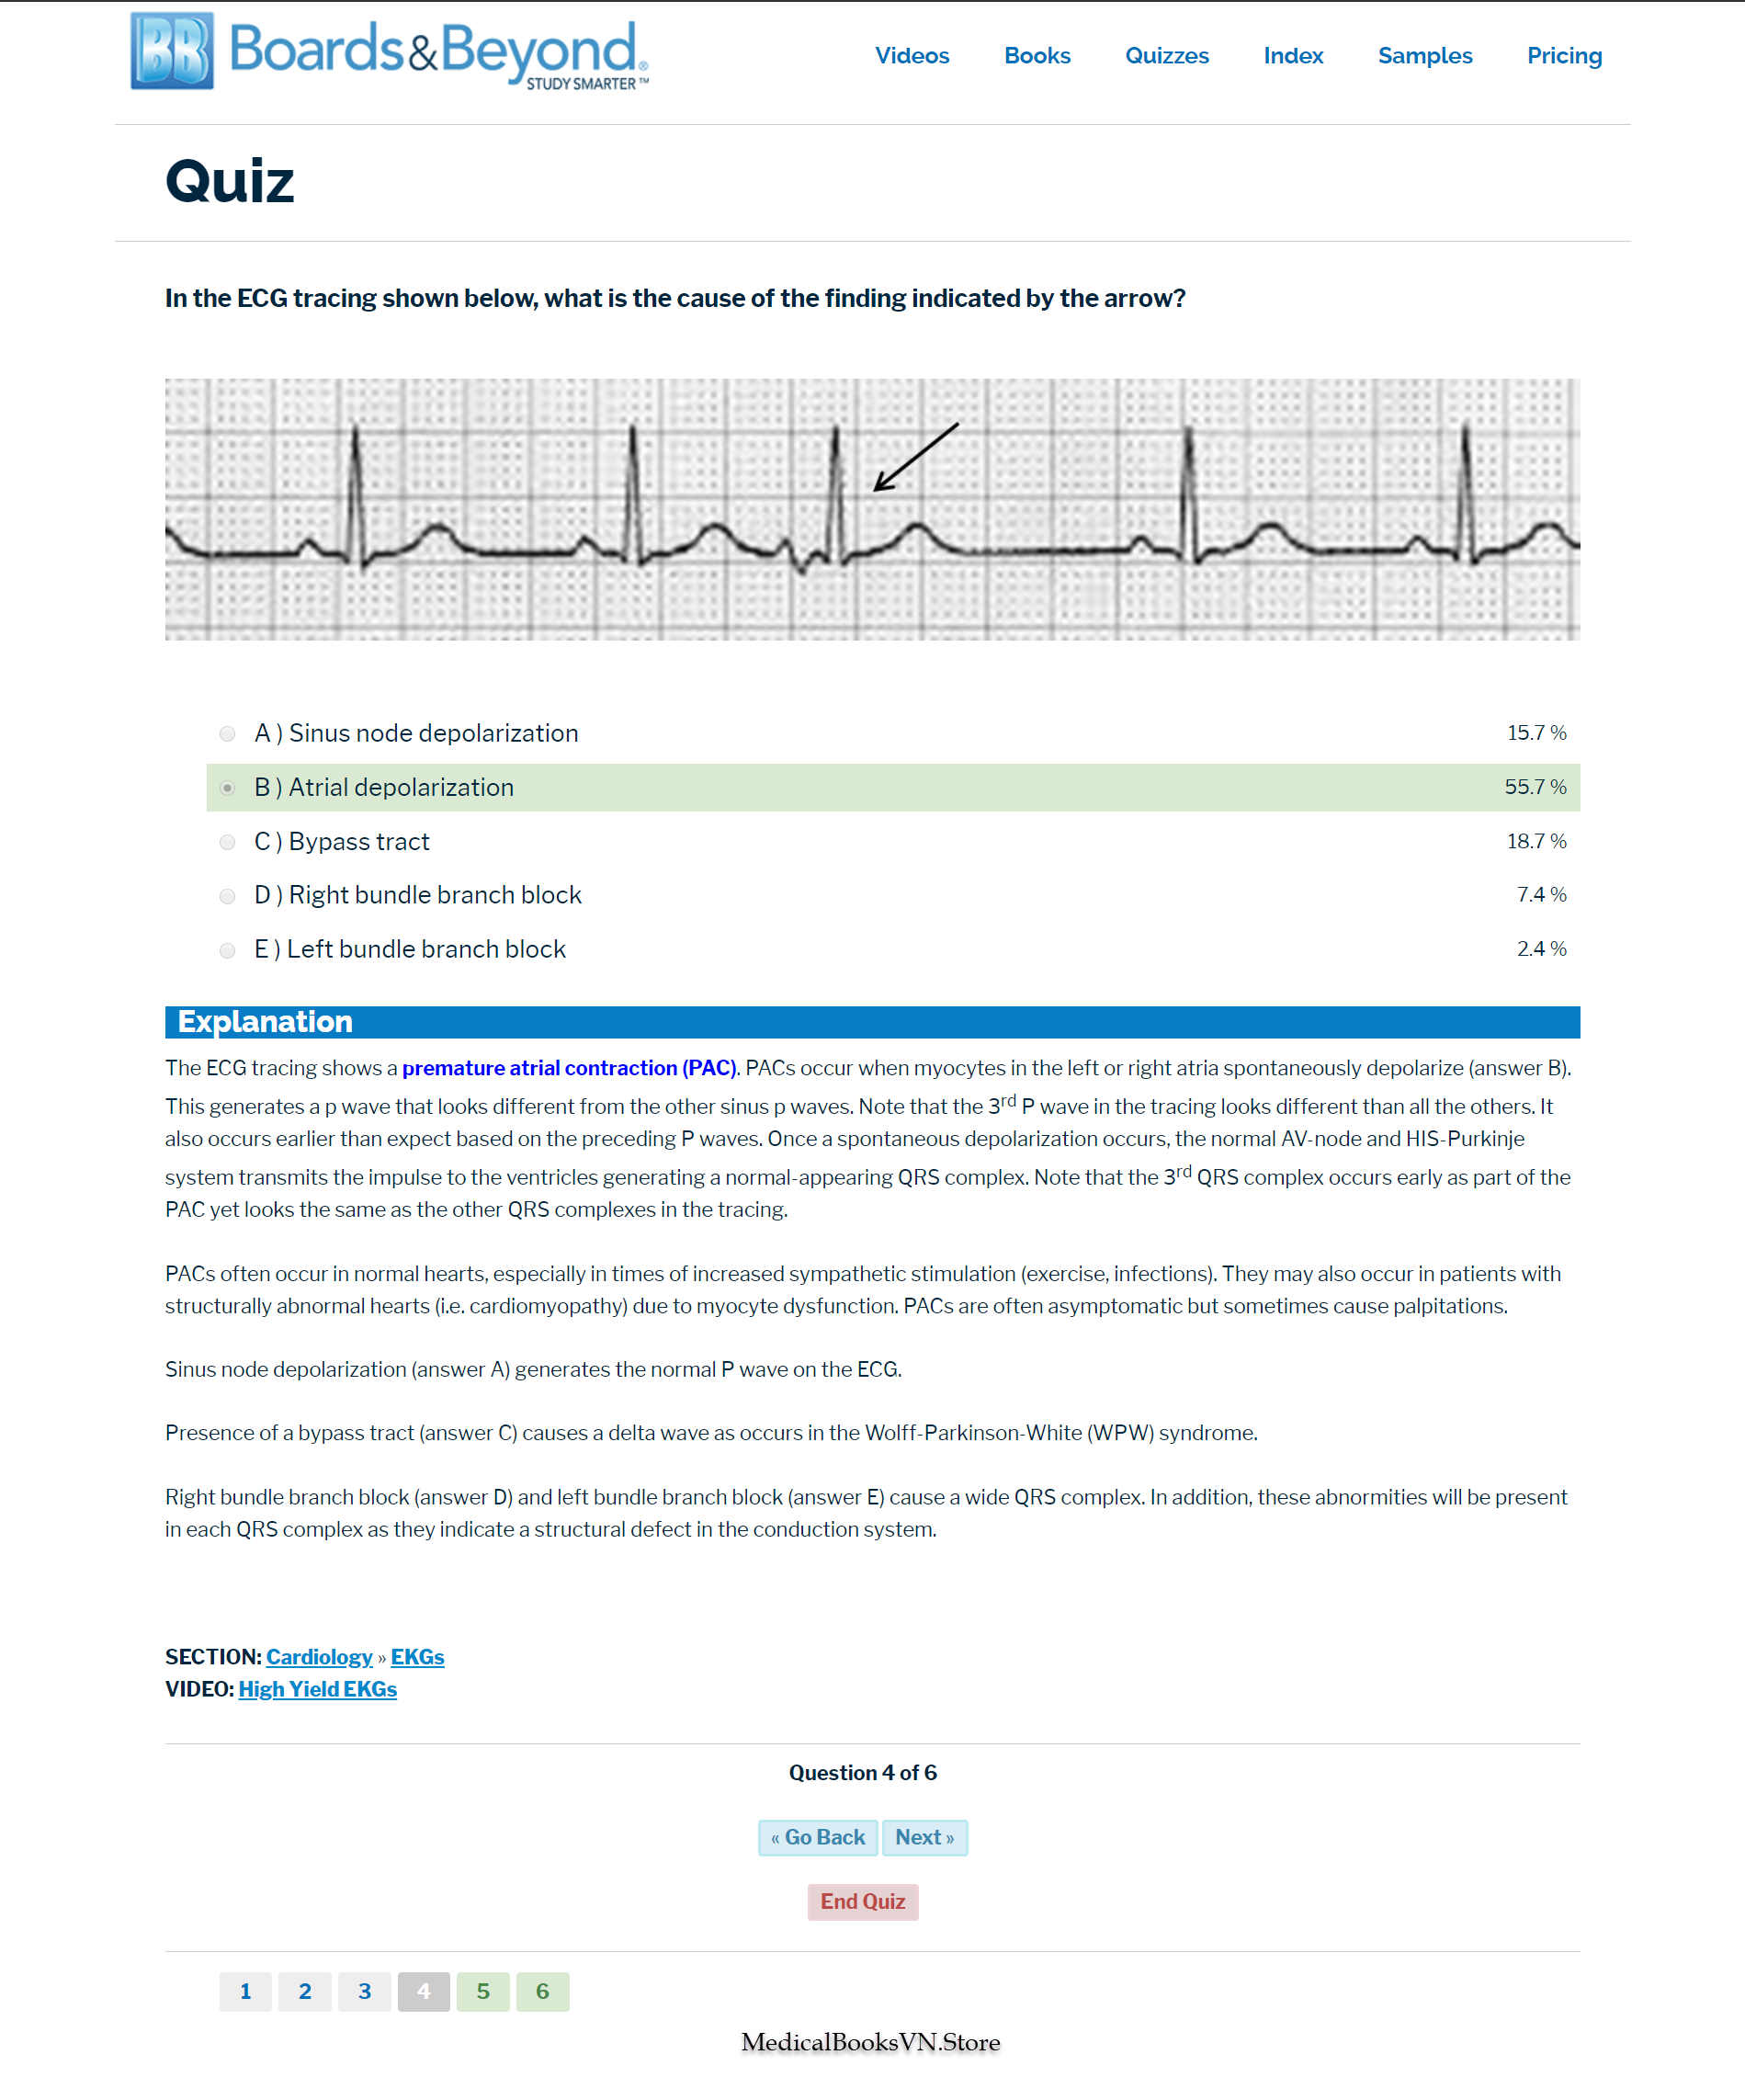 BB Boards&Beyond®
STUDY SMARTER™
Videos Books Quizzes Index Samples Pricing
Quiz
In the ECG tracing shown below, what is the cause of the finding indicated by the arrow?
A ) Sinus node depolarization 15.7 %
B ) Atrial depolarization 55.7 %
C ) Bypass tract 18.7 %
D ) Right bundle branch block 7.4 %
E ) Left bundle branch block 2.4 %
Explanation
The ECG tracing shows a premature atrial contraction (PAC). PACs occur when myocytes in the left or right atria spontaneously depolarize (answer B).
This generates a p wave that looks different from the other sinus p waves. Note that the 3rd P wave in the tracing looks different than all the others. It
also occurs earlier than expect based on the preceding P waves. Once a spontaneous depolarization occurs, the normal AV-node and HIS-Purkinje
system transmits the impulse to the ventricles generating a normal-appearing QRS complex. Note that the 3rd QRS complex occurs early as part of the
PAC yet looks the same as the other QRS complexes in the tracing.
PACs often occur in normal hearts, especially in times of increased sympathetic stimulation (exercise, infections). They may also occur in patients with
structurally abnormal hearts (i.e. cardiomyopathy) due to myocyte dysfunction. PACs are often asymptomatic but sometimes cause palpitations.
Sinus node depolarization (answer A) generates the normal P wave on the ECG.
Presence of a bypass tract (answer C) causes a delta wave as occurs in the Wolff-Parkinson-White (WPW) syndrome.
Right bundle branch block (answer D) and left bundle branch block (answer E) cause a wide QRS complex. In addition, these abnormities will be present
in each QRS complex as they indicate a structural defect in the conduction system.
SECTION: Cardiology » EKGs
VIDEO: High Yield EKGs
Question 4 of 6
« Go Back Next »
End Quiz
1 2 3 4 5 6
MedicalBooksVN.Store